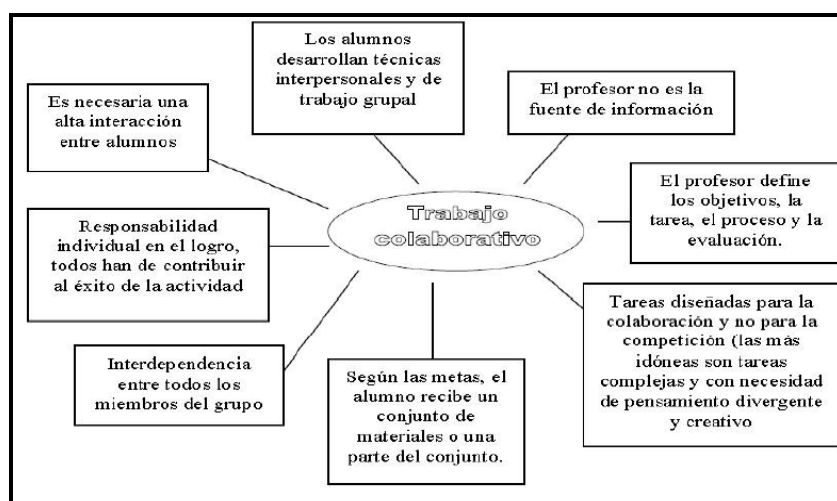 Los alumnos
desarrollan técnicas
interpersonales y de
trabajo grupal
El profesor no es la
fuente de información
Es necesaria una
alta interacción
entre alumnos
El profesor define
los objetivos, la
tarea, el proceso y la
evaluación.
Trabajo
colaborativo
Responsabilidad
individual en el logro,
todos han de contribuir
al éxito de la actividad
Tareas diseñadas para la
colaboración y no para la
competición (las más
idóneas son tareas
complejas y con necesidad
de pensamiento divergente
y creativo
Interdependencia
entre todos los
miembros del grupo
Según las metas, el
alumno recibe un
conjunto de
materiales o una
parte del conjunto.